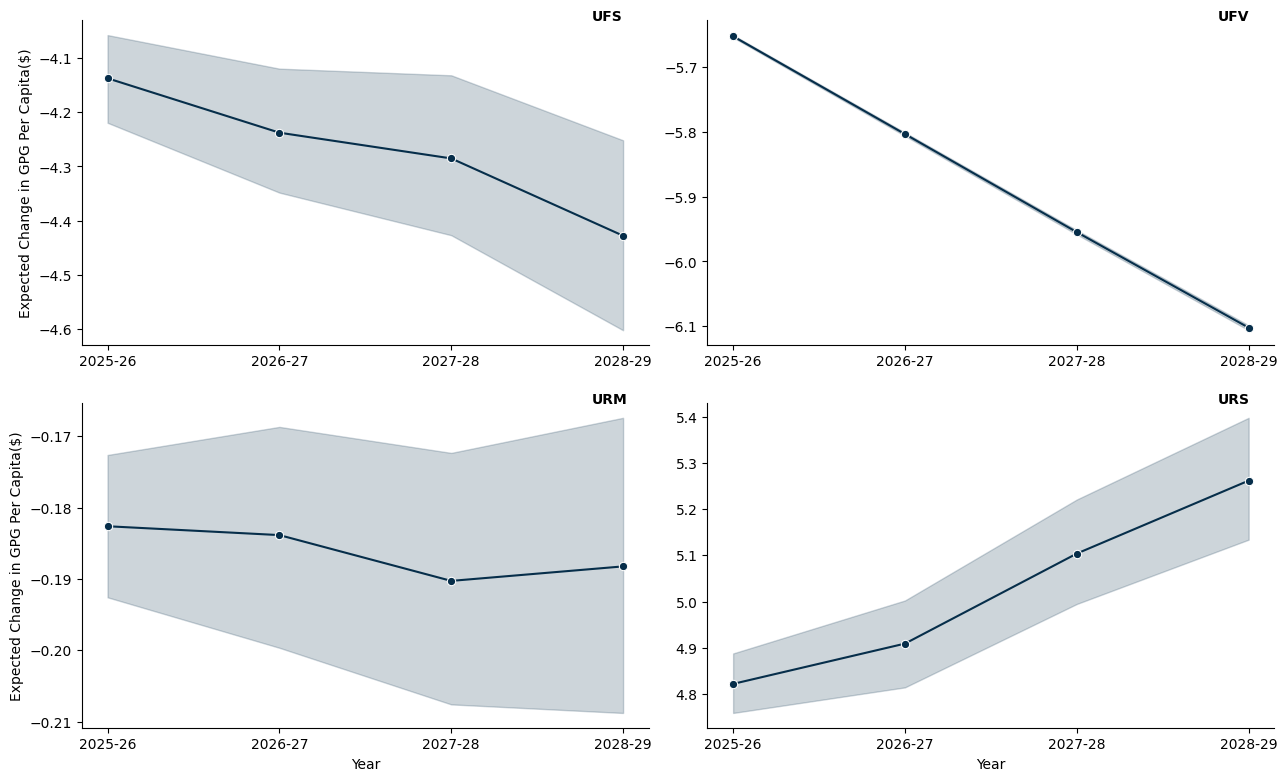 UFS
Expected Change in GPG Per Capita($)
−4.1
−4.2
−4.3
−4.4
−4.5
−4.6
2025-26 2026-27 2027-28 2028-29
UFV
−5.7
−5.8
−5.9
−6.0
−6.1
2025-26 2026-27 2027-28 2028-29
URM
Expected Change in GPG Per Capita($)
−0.17
−0.18
−0.19
−0.20
−0.21
2025-26 2026-27 2027-28 2028-29
Year
URS
5.4
5.3
5.2
5.1
5.0
4.9
4.8
2025-26 2026-27 2027-28 2028-29
Year